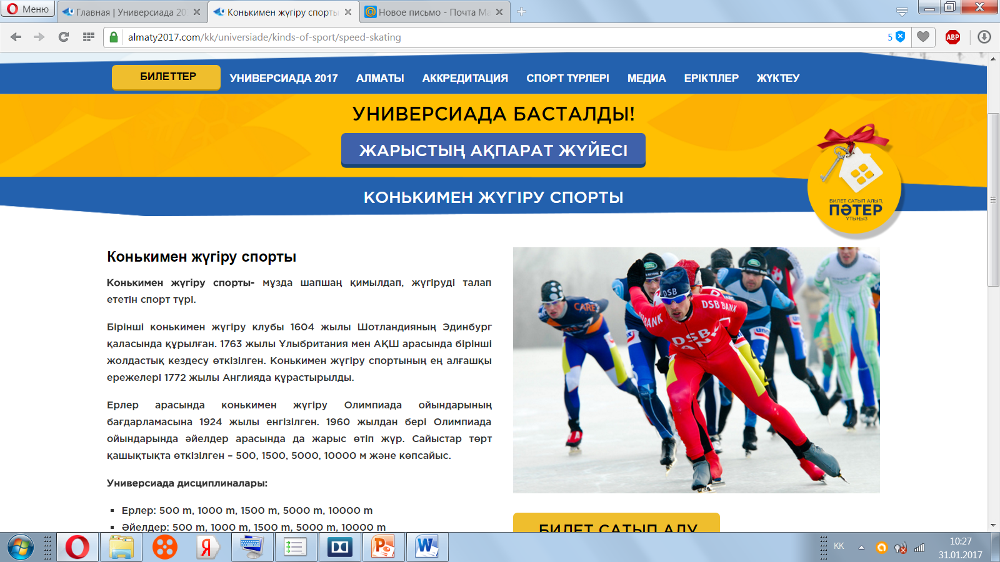 Меню
Главная | Универсиада 20
Конькимен жүгіру спорты
Новое письмо - Почта Ma
almaty2017.com/kk/universiade/kinds-of-sport/speed-skating
5
ABP
БИЛЕТТЕР
УНИВЕРСИАДА 2017
АЛМАТЫ
АККРЕДИТАЦИЯ
СПОРТ ТҮРЛЕРІ
МЕДИА
ЕРІКТІЛЕР
ЖҮКТЕУ
УНИВЕРСИАДА БАСТАЛДЫ!
ЖАРЫСТЫҢ АҚПАРАТ ЖҮЙЕСІ
КОНЬКИМЕН ЖҮГІРУ СПОРТЫ
БИЛЕТ САТЫП АЛЫП,
ПӘТЕР
ҰТЫҢЫЗ
Конькимен жүгіру спорты
Конькимен жүгіру спорты- мұзда шапшаң қимылдап, жүгіруді талап
ететін спорт түрі.
Бірінші конькимен жүгіру клубы 1604 жылы Шотландияның Эдинбург
қаласында құрылған. 1763 жылы Ұлыбритания мен АҚШ арасында бірінші
жолдастық кездесу өткізілген. Конькимен жүгіру спортының ең алғашқы
ережелері 1772 жылы Англияда құрастырылды.
Ерлер арасында конькимен жүгіру Олимпиада ойындарының
бағдарламасына 1924 жылы енгізілген. 1960 жылдан бері Олимпиада
ойындарында әйелдер арасында да жарыс өтіп жүр. Сайыстар төрт
қашықтықта өткізілген – 500, 1500, 5000, 10000 м және көпсайыс.
Универсиада дисциплиналары:
Ерлер: 500 m, 1000 m, 1500 m, 5000 m, 10000 m
Әйелдер: 500 m, 1000 m, 1500 m, 5000 m, 10000 m
CARE
DSB
DSB BANK
BANK
DSB
БИЛЕТ САТЫП АЛУ
KK
10:27
31.01.2017